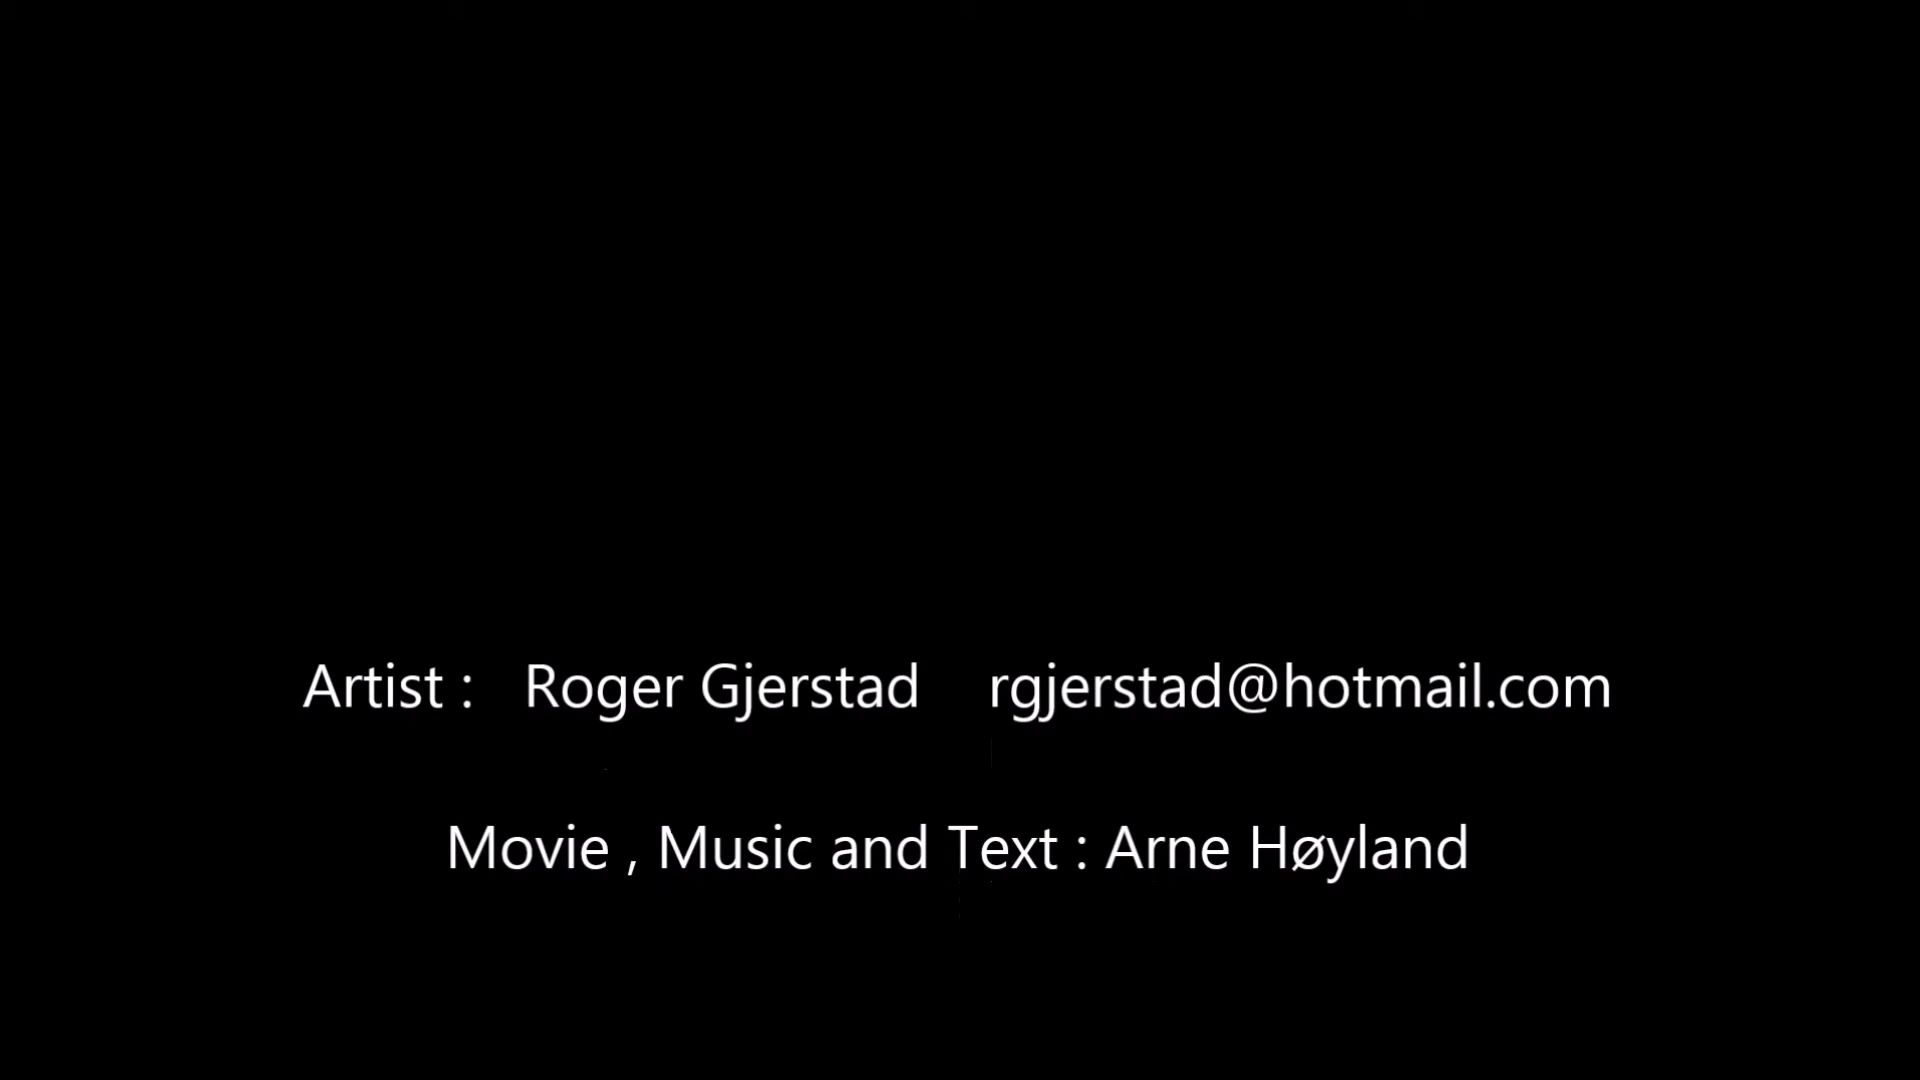 Artist : Roger Gjerstad rgjerstad@hotmail.com
Movie , Music and Text : Arne Høyland